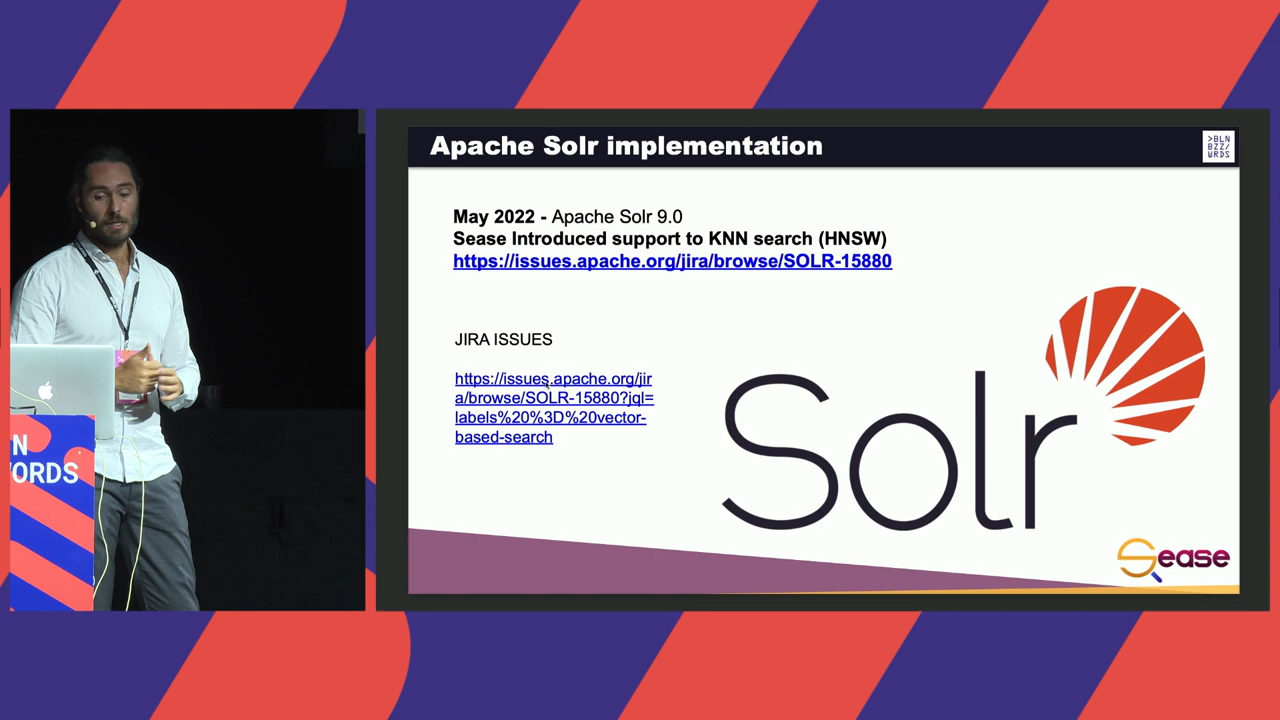 Apache Solr implementation
>BLN
BZZ/
WRDS
May 2022 - Apache Solr 9.0
Sease Introduced support to KNN search (HNSW)
https://issues.apache.org/jira/browse/SOLR-15880
JIRA ISSUES
https://issues.apache.org/jir
a/browse/SOLR-15880?jql=
labels%20%3D%20vector-
based-search
Solr
Sease
N
ORDS